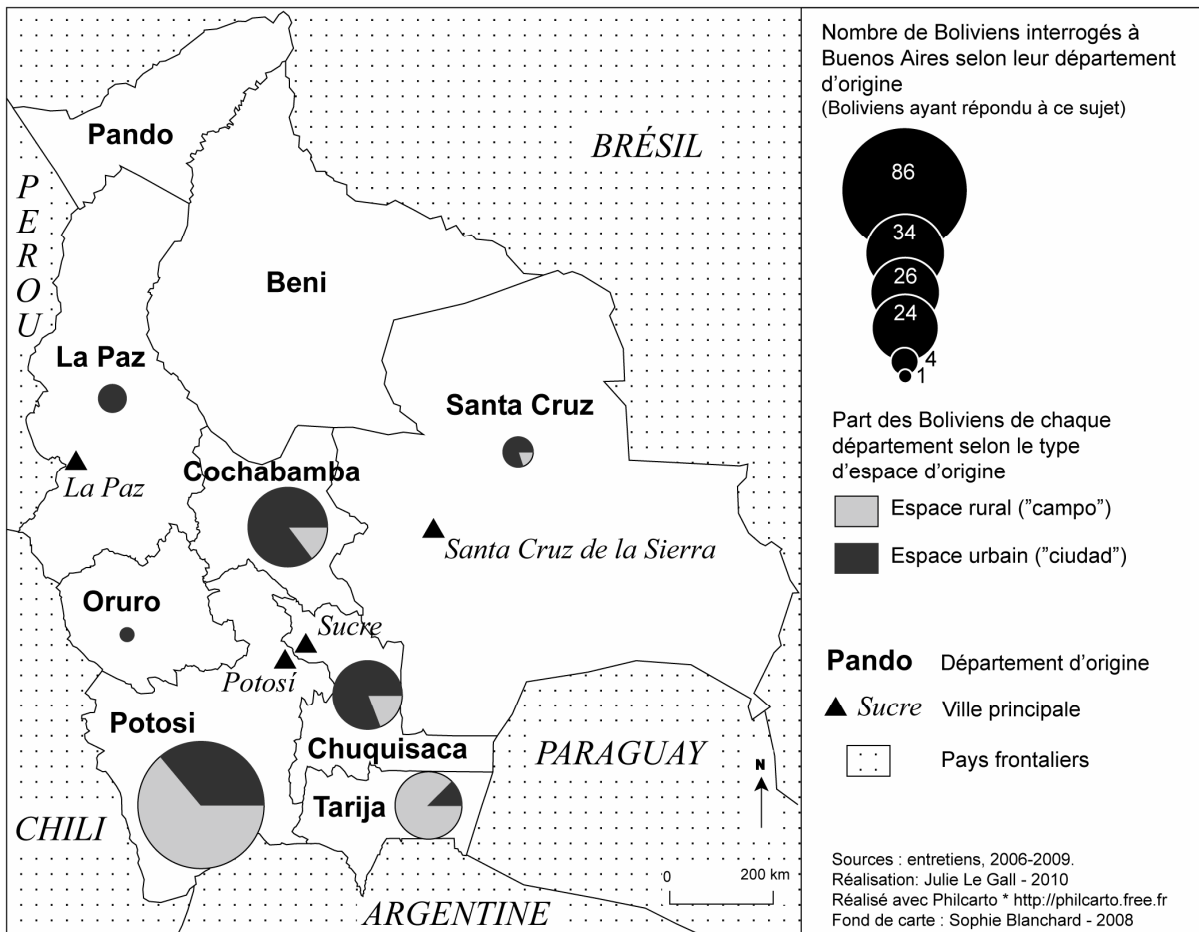 Pando
BRÉSIL
PEROU
Beni
La Paz
Santa Cruz
La Paz
Cochabamba
Santa Cruz de la Sierra
Oruro
Sucre
Potosí
Potosi
Chuquisaca
PARAGUAY
Tarija
CHILI
ARGENTINE
N
0 200 km
Nombre de Boliviens interrogés à
Buenos Aires selon leur département
d'origine
(Boliviens ayant répondu à ce sujet)
86
34
26
24
4
1
Part des Boliviens de chaque
département selon le type
d'espace d'origine
Espace rural ("campo")
Espace urbain ("ciudad")
Pando Département d'origine
Sucre Ville principale
Pays frontaliers
Sources : entretiens, 2006-2009.
Réalisation: Julie Le Gall - 2010
Réalisé avec Philcarto * http://philcarto.free.fr
Fond de carte : Sophie Blanchard - 2008